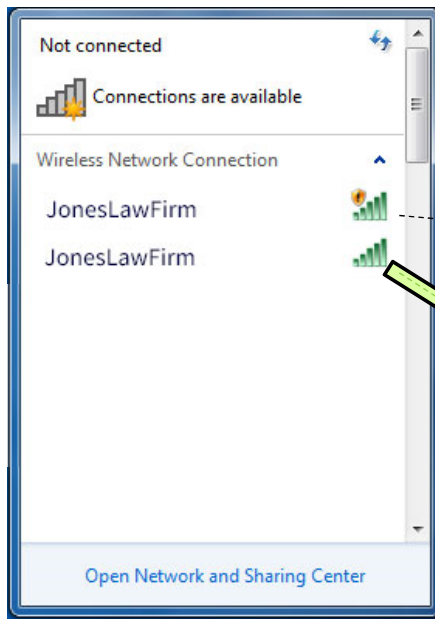 Not connected
Connections are available
Wireless Network Connection
JonesLawFirm
JonesLawFirm
Open Network and Sharing Center